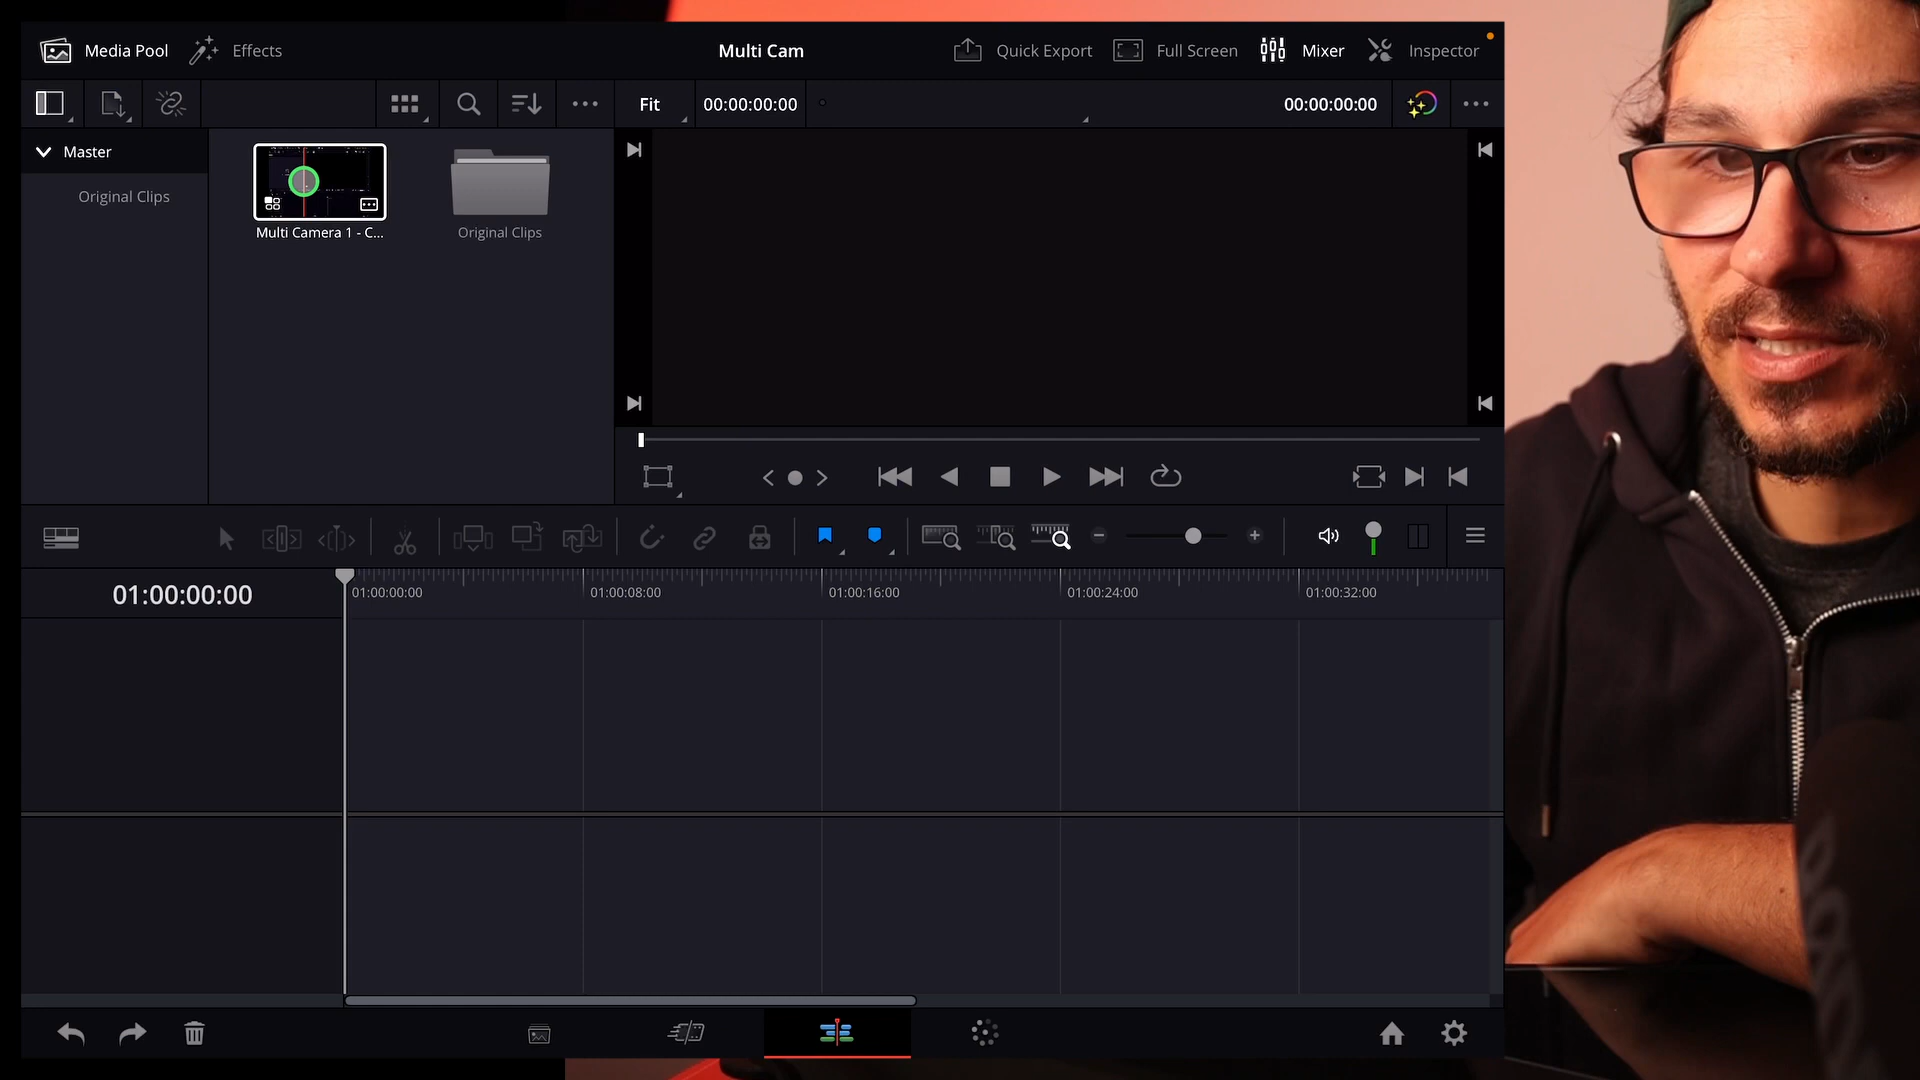 Media Pool
Effects
Multi Cam
Quick Export
Full Screen
Mixer
Inspector
Fit
00:00:00:00
00:00:00:00
Master
Original Clips
Multi Camera 1 - C...
Original Clips
01:00:00:00
01:00:00:00
01:00:08:00
01:00:16:00
01:00:24:00
01:00:32:00